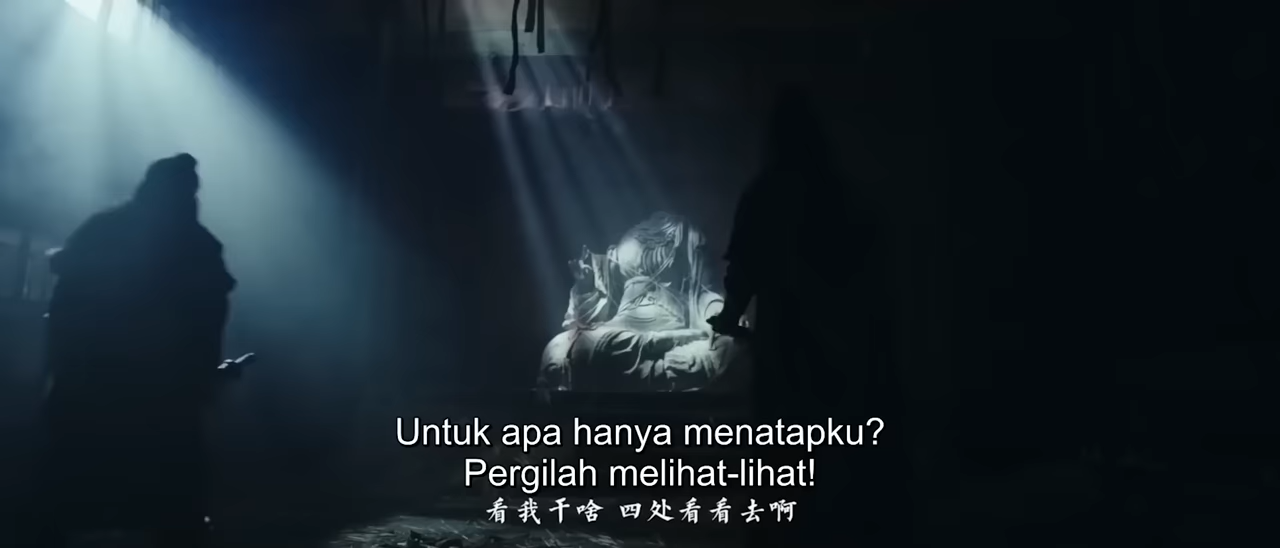 Untuk apa hanya menatapku?
Pergilah melihat-lihat!
看我干啥 四处看看去啊